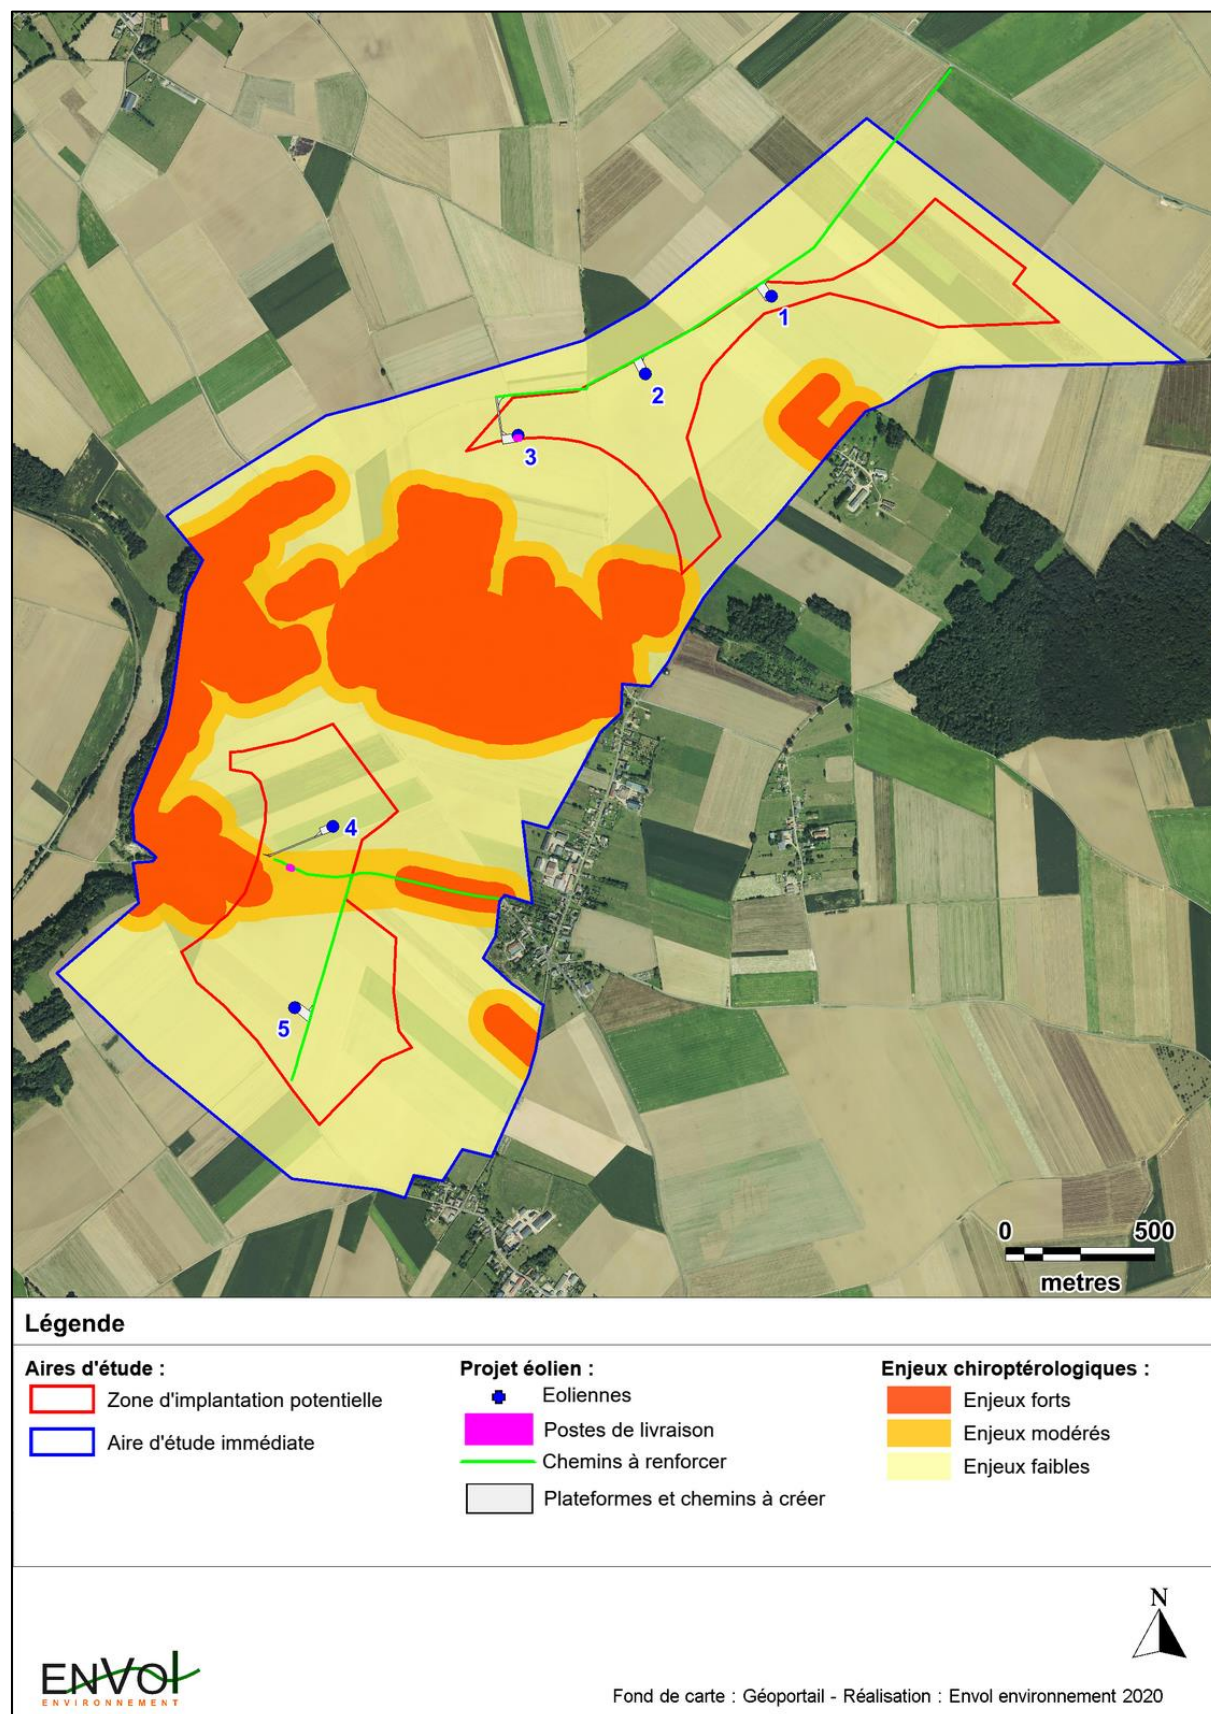 1
2
3
4
5
0 500
metres
Légende
Aires d'étude :
Zone d'implantation potentielle
Aire d'étude immédiate
Projet éolien :
Eoliennes
Postes de livraison
Chemins à renforcer
Plateformes et chemins à créer
Enjeux chiroptérologiques :
Enjeux forts
Enjeux modérés
Enjeux faibles
N
ENVOl
ENVIRONNEMENT
Fond de carte : Géoportail - Réalisation : Envol environnement 2020